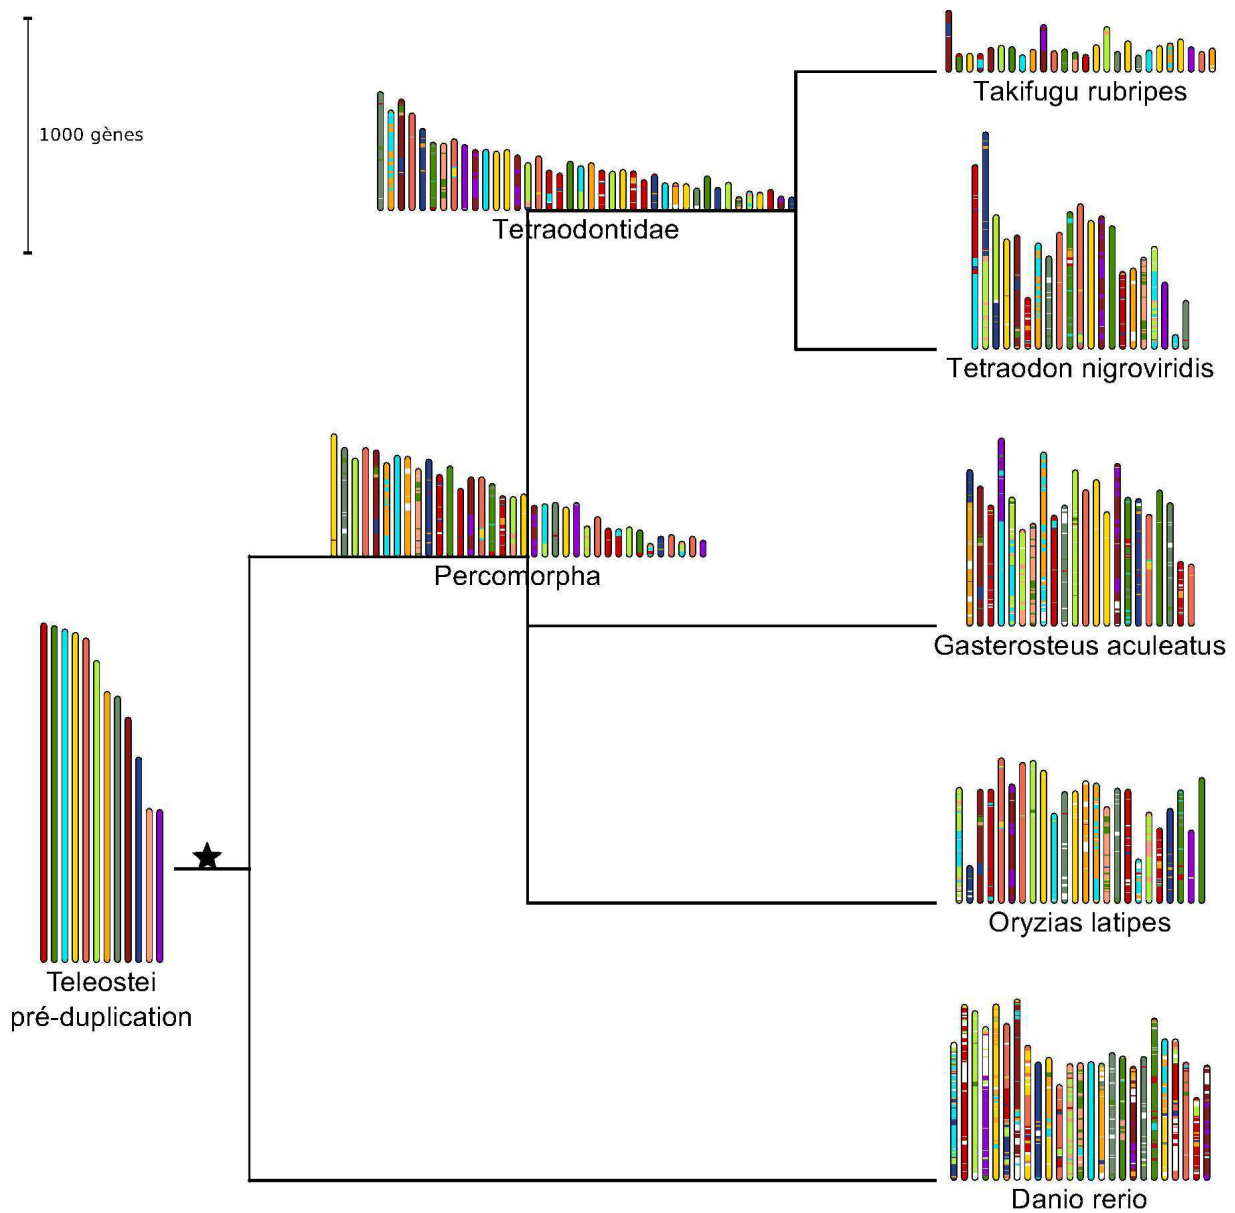 Takifugu rubripes
1000 gènes
Tetraodontidae
Tetraodon nigroviridis
Percomorpha
Gasterosteus aculeatus
Oryzias latipes
Teleostei
pré-duplication
Danio rerio